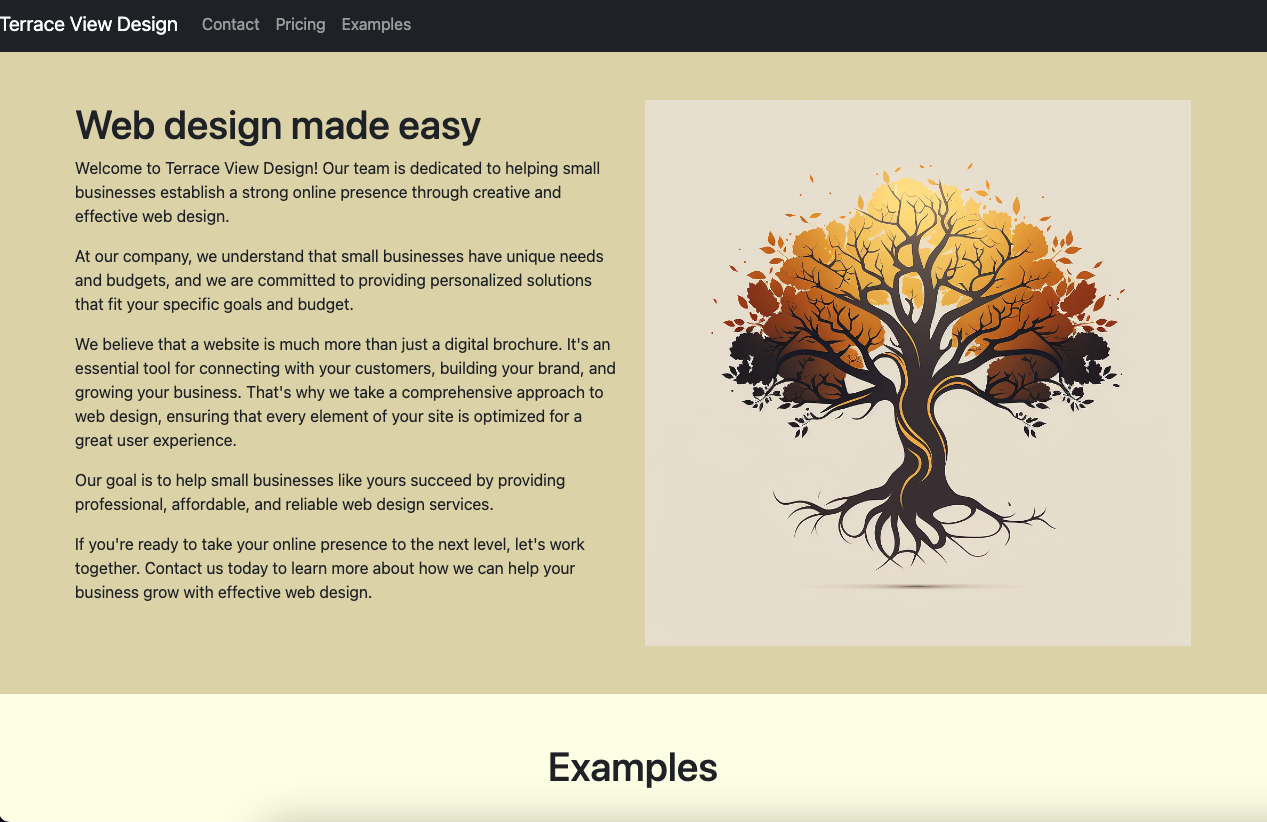 Terrace View Design Contact Pricing Examples
Web design made easy
Welcome to Terrace View Design! Our team is dedicated to helping small
businesses establish a strong online presence through creative and
effective web design.
At our company, we understand that small businesses have unique needs
and budgets, and we are committed to providing personalized solutions
that fit your specific goals and budget.
We believe that a website is much more than just a digital brochure. It's an
essential tool for connecting with your customers, building your brand, and
growing your business. That's why we take a comprehensive approach to
web design, ensuring that every element of your site is optimized for a
great user experience.
Our goal is to help small businesses like yours succeed by providing
professional, affordable, and reliable web design services.
If you're ready to take your online presence to the next level, let's work
together. Contact us today to learn more about how we can help your
business grow with effective web design.
Examples